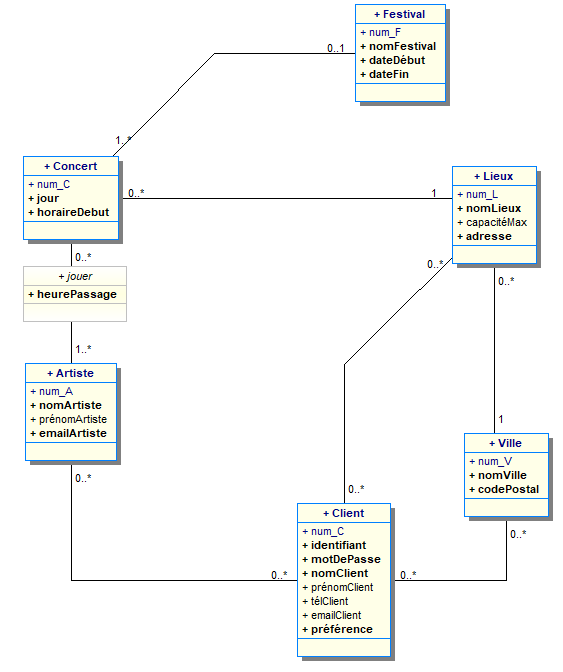 + Festival
+ num_F
+ nomFestival
+ dateDébut
+ dateFin
0..1
1..*
+ Concert
+ num_C
+ jour
+ horaireDebut
0..*
1
+ Lieux
+ num_L
+ nomLieux
+ capacitéMax
+ adresse
0..*
+ jouer
+ heurePassage
0..*
0..*
1..*
+ Artiste
+ num_A
+ nomArtiste
+ prénomArtiste
+ emailArtiste
1
+ Ville
+ num_V
+ nomVille
+ codePostal
0..*
0..*
0..*
+ Client
+ num_C
+ identifiant
+ motDePasse
+ nomClient
+ prénomClient
+ télClient
+ emailClient
+ préférence
0..*
0..*